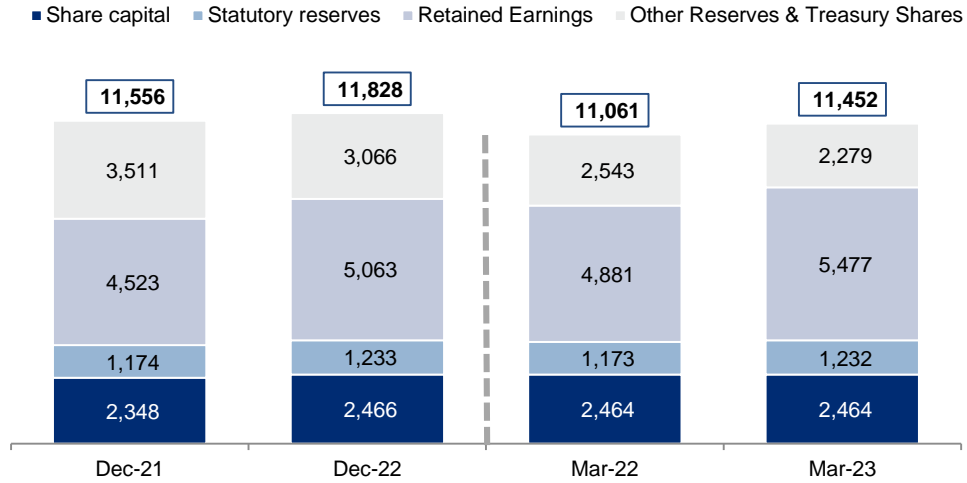 Share capital Statutory reserves Retained Earnings Other Reserves & Treasury Shares
11,556 11,828 11,061 11,452
3,511 3,066 2,543 2,279
4,523 5,063 4,881 5,477
1,174 1,233 1,173 1,232
2,348 2,466 2,464 2,464
Dec-21 Dec-22 Mar-22 Mar-23